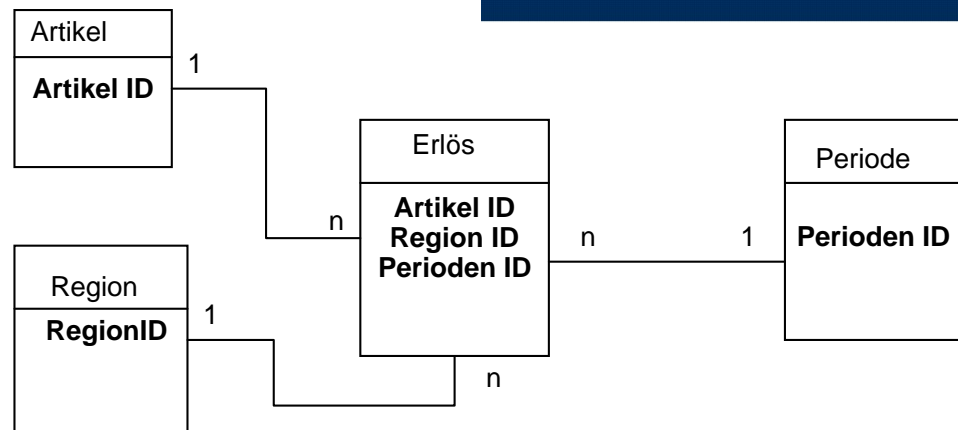 Artikel
1
Artikel ID
Erlös
Artikel ID
Region ID
Perioden ID
n
n
1
Periode
Perioden ID
Region
1
RegionID
n